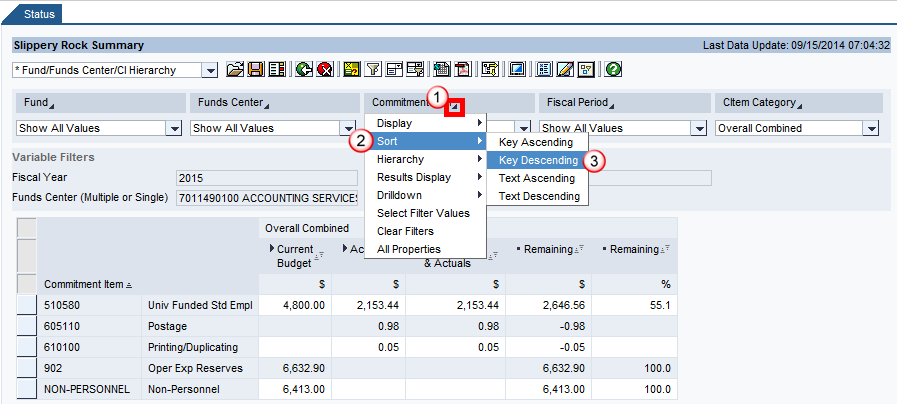 Status
Slippery Rock Summary Last Data Update: 09/15/2014 07:04:32
* Fund/Funds Center/CI Hierarchy
Fund Funds Center Commitment 1 Fiscal Period CItem Category
Show All Values Show All Values Show All Values Overall Combined
Display
2 Sort Key Ascending
Variable Filters Hierarchy Key Descending 3
Fiscal Year 2015 Results Display Text Ascending
Funds Center (Multiple or Single) 7011490100 ACCOUNTING SERVICES Drilldown Text Descending
Select Filter Values
Overall Combined Clear Filters
Current Budget All Properties & Actuals Remaining Remaining
Commitment Item $ $ $ $ %
510580 Univ Funded Std Empl 4,800.00 2,153.44 2,153.44 2,646.56 55.1
605110 Postage 0.98 0.98 -0.98
610100 Printing/Duplicating 0.05 0.05 -0.05
902 Oper Exp Reserves 6,632.90 6,632.90 100.0
NON-PERSONNEL Non-Personnel 6,413.00 6,413.00 100.0